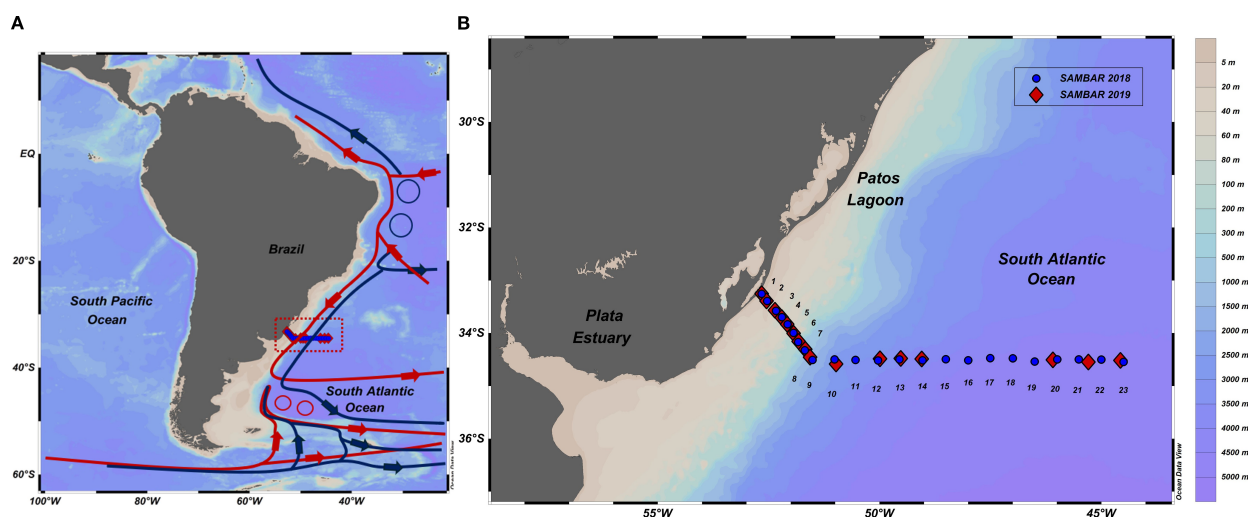 A
EQ
20°S
40°S
60°S
100°W
80°W
60°W
40°W
Brazil
South Pacific
Ocean
South Atlantic
Ocean
Ocean Data View
B
30°S
32°S
34°S
36°S
55°W
50°W
45°W
SAMBAR 2018
SAMBAR 2019
Patos
Lagoon
South Atlantic
Ocean
Plata
Estuary
1
2
3
4
5
6
7
8
9
10
11
12
13
14
15
16
17
18
19
20
21
22
23
Ocean Data View
5 m
20 m
40 m
60 m
80 m
100 m
200 m
300 m
500 m
1000 m
1500 m
2000 m
2500 m
3000 m
3500 m
4000 m
4500 m
5000 m